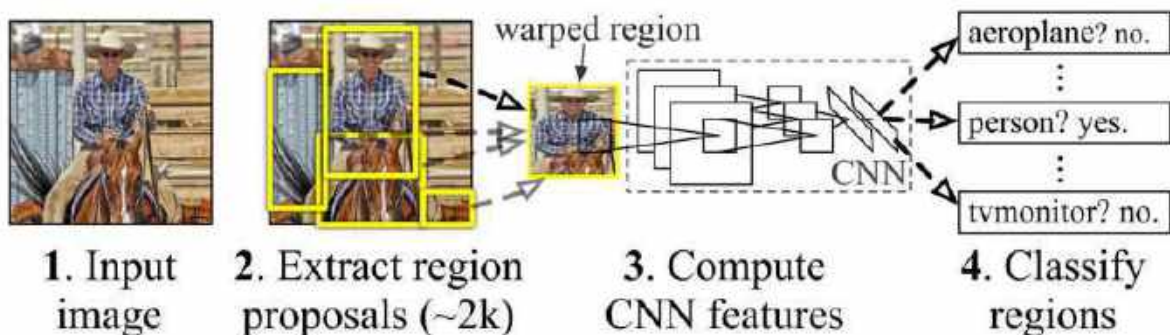 warped region
aeroplane? no.
person? yes.
CNN
tvmonitor? no.
1. Input
image
2. Extract region
proposals (~2k)
3. Compute
CNN features
4. Classify
regions